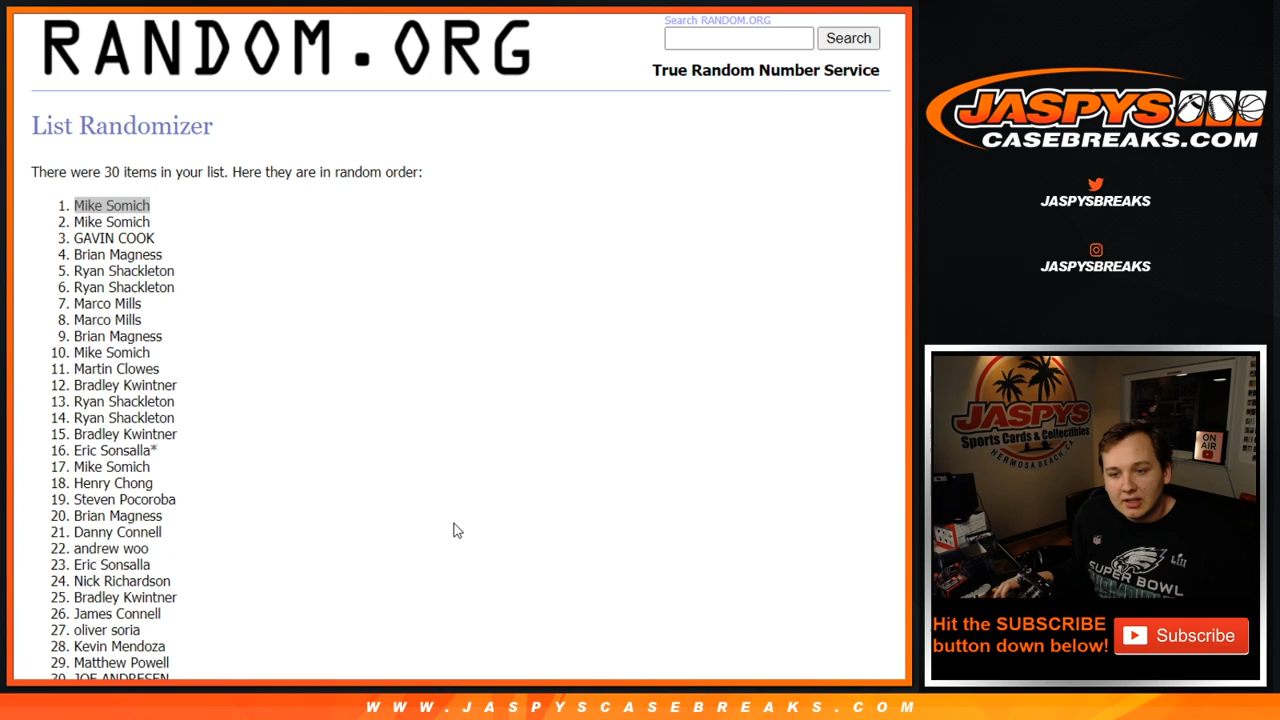 RANDOM.ORG
Search RANDOM.ORG
Search
True Random Number Service
List Randomizer
There were 30 items in your list. Here they are in random order:
1. Mike Somich
2. Mike Somich
3. GAVIN COOK
4. Brian Magness
5. Ryan Shackleton
6. Ryan Shackleton
7. Marco Mills
8. Marco Mills
9. Brian Magness
10. Mike Somich
11. Martin Clowes
12. Bradley Kwintner
13. Ryan Shackleton
14. Ryan Shackleton
15. Bradley Kwintner
16. Eric Sonsalla*
17. Mike Somich
18. Henry Chong
19. Steven Pocoroba
20. Brian Magness
21. Danny Connell
22. andrew woo
23. Eric Sonsalla
24. Nick Richardson
25. Bradley Kwintner
26. James Connell
27. oliver soria
28. Kevin Mendoza
29. Matthew Powell
30. JOE ANDRESEN
JASPYS
CASEBREAKS.COM
JASPYSBREAKS
JASPYSBREAKS
JASPYS
Sports Cards & Collectibles
HERMOSA BEACH, CA
ON
AIR
LII
SUPER BOWL
Hit the SUBSCRIBE
button down below!
Subscribe
WWW.JASPYSCASEBREAKS.COM